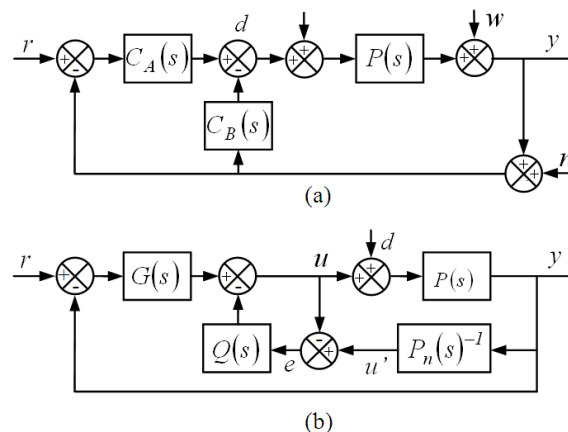 r
+
-
C_A(s)
d
+
-
+
+
P(s)
w
+
+
y
C_B(s)
+
+
n
(a)
r
+
-
G(s)
+
-
u
d
+
+
P(s)
y
Q(s)
e
-
+
u'
P_n(s)^{-1}
(b)